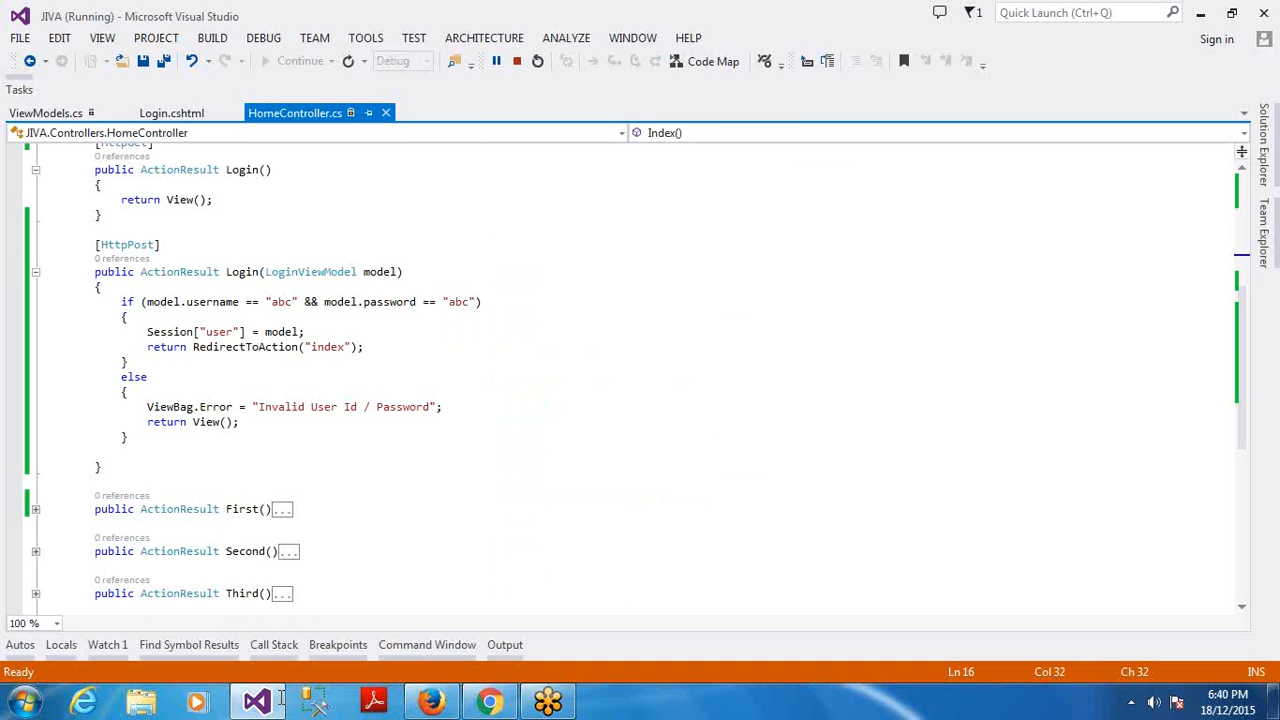 JIVA (Running) - Microsoft Visual Studio
1
Quick Launch (Ctrl+Q)
FILE EDIT VIEW PROJECT BUILD DEBUG TEAM TOOLS TEST ARCHITECTURE ANALYZE WINDOW HELP
Sign in
Continue
Debug
Code Map
Tasks
ViewModels.cs
Login.cshtml
HomeController.cs
JIVA.Controllers.HomeController
Index()
Solution Explorer
Team Explorer
[HttpGet]
0 references
public ActionResult Login()
{
return View();
}
[HttpPost]
0 references
public ActionResult Login(LoginViewModel model)
{
if (model.username == "abc" && model.password == "abc")
{
Session["user"] = model;
return RedirectToAction("index");
}
else
{
ViewBag.Error = "Invalid User Id / Password";
return View();
}
}
0 references
public ActionResult First()...
0 references
public ActionResult Second()...
0 references
public ActionResult Third()...
100 %
Autos Locals Watch 1 Find Symbol Results Call Stack Breakpoints Command Window Output
Ready
Ln 16
Col 32
Ch 32
INS
6:40 PM
18/12/2015